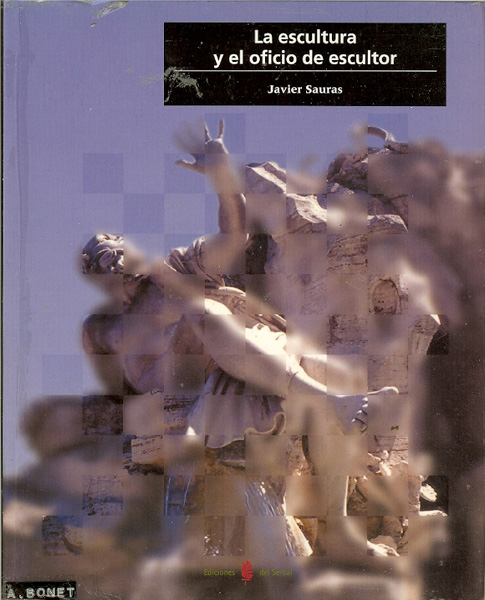 La escultura
y el oficio de escultor
Javier Sauras
Ediciones del Serbal
A. BONET